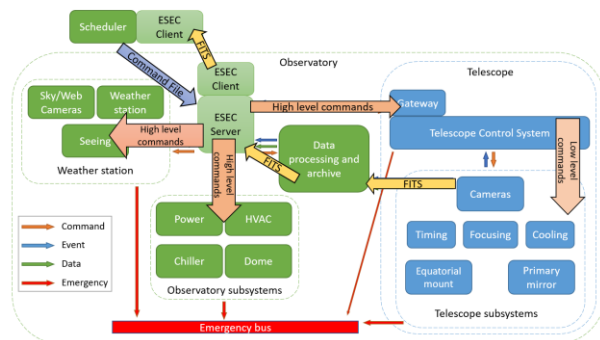 Scheduler
ESEC
Client
FITS
Command File
ESEC
Client
Observatory
Telescope
Sky/Web
Cameras
Weather
station
Seeing
High level
commands
Weather station
ESEC
Server
High level commands
Gateway
Telescope Control System
High level
commands
Data
processing and
archive
FITS
FITS
Low level
commands
Cameras
Timing
Focusing
Cooling
Equatorial
mount
Primary
mirror
Telescope subsystems
Power
HVAC
Chiller
Dome
Observatory subsystems
Command
Event
Data
Emergency
Emergency bus